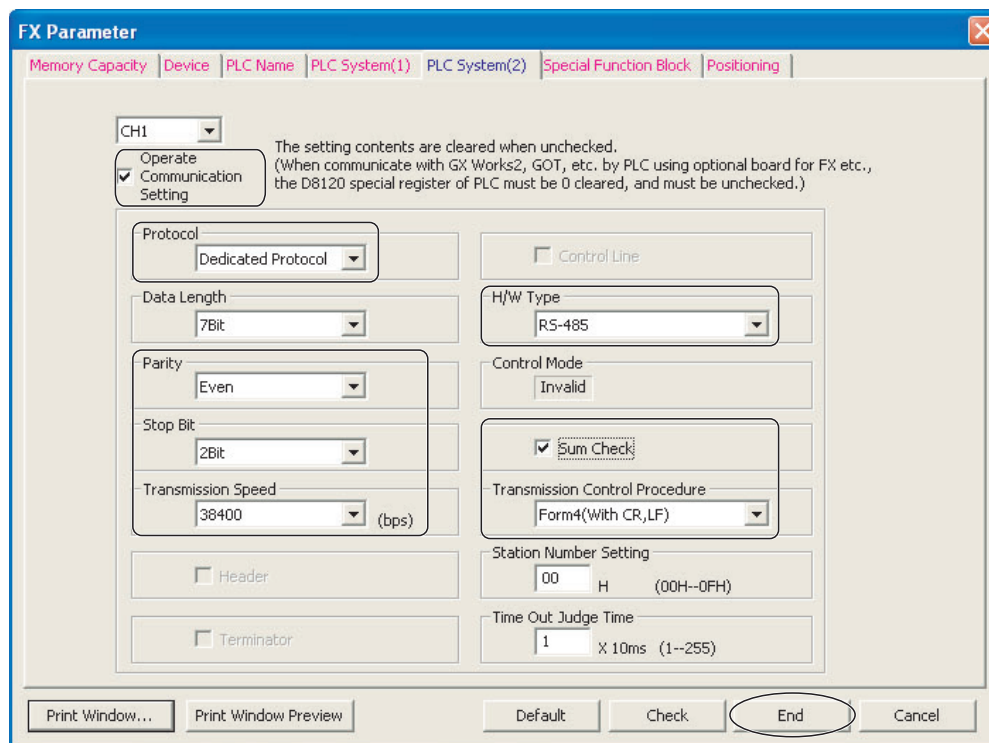 FX Parameter
Memory Capacity Device PLC Name PLC System(1) PLC System(2) Special Function Block Positioning
CH1
Operate
Communication
Setting
The setting contents are cleared when unchecked.
(When communicate with GX Works2, GOT, etc. by PLC using optional board for FX etc.,
the D8120 special register of PLC must be 0 cleared, and must be unchecked.)
Protocol
Dedicated Protocol
Control Line
Data Length
7Bit
H/W Type
RS-485
Parity
Even
Control Mode
Invalid
Stop Bit
2Bit
Sum Check
Transmission Speed
38400 (bps)
Transmission Control Procedure
Form4(With CR,LF)
Header
Station Number Setting
00 H (00H--0FH)
Terminator
Time Out Judge Time
1 X 10ms (1--255)
Print Window... Print Window Preview Default Check End Cancel